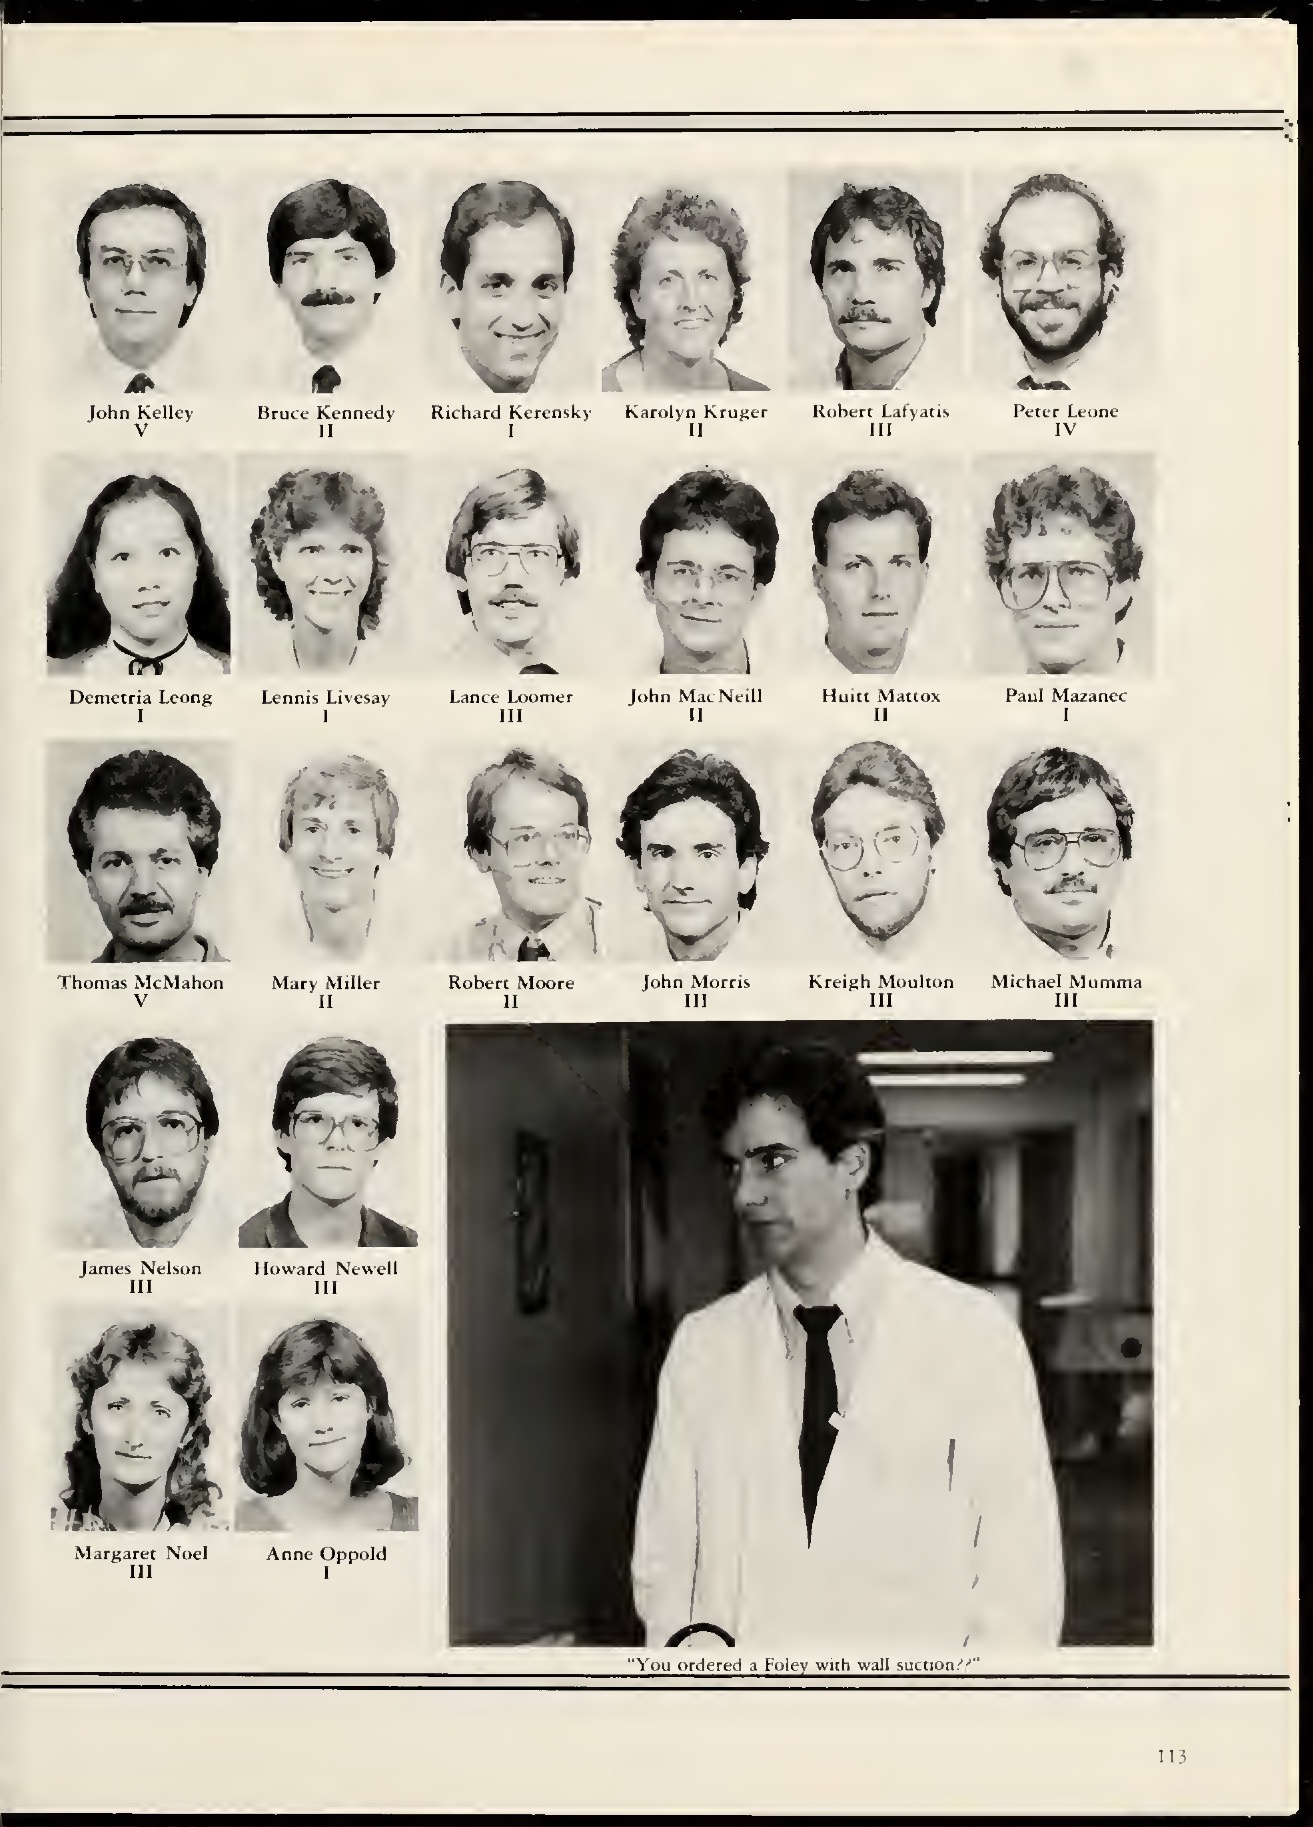 John Kelley
V
Bruce Kennedy
II
Richard Kerensky
I
Karolyn Kruger
II
Robert Lafyatis
III
Peter Leone
IV
Demetria Leong
I
Lennis Livesay
I
Lance Loomer
III
John MacNeill
II
Huitt Mattox
II
Paul Mazanec
I
Thomas McMahon
V
Mary Miller
II
Robert Moore
II
John Morris
III
Kreigh Moulton
III
Michael Mumma
III
James Nelson
III
Howard Newell
III
Margaret Noel
III
Anne Oppold
I
"You ordered a Foley with wall suction??"
113